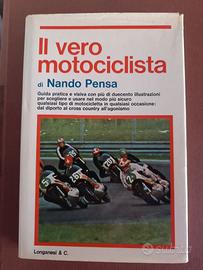 Il vero
motociclista
di Nando Pensa
Guida pratica e visiva con più di duecento illustrazioni
per scegliere e usare nel modo più sicuro
qualsiasi tipo di motocicletta in qualsiasi occasione:
dal diporto al cross country all'agonismo
Longanesi & C.
subito